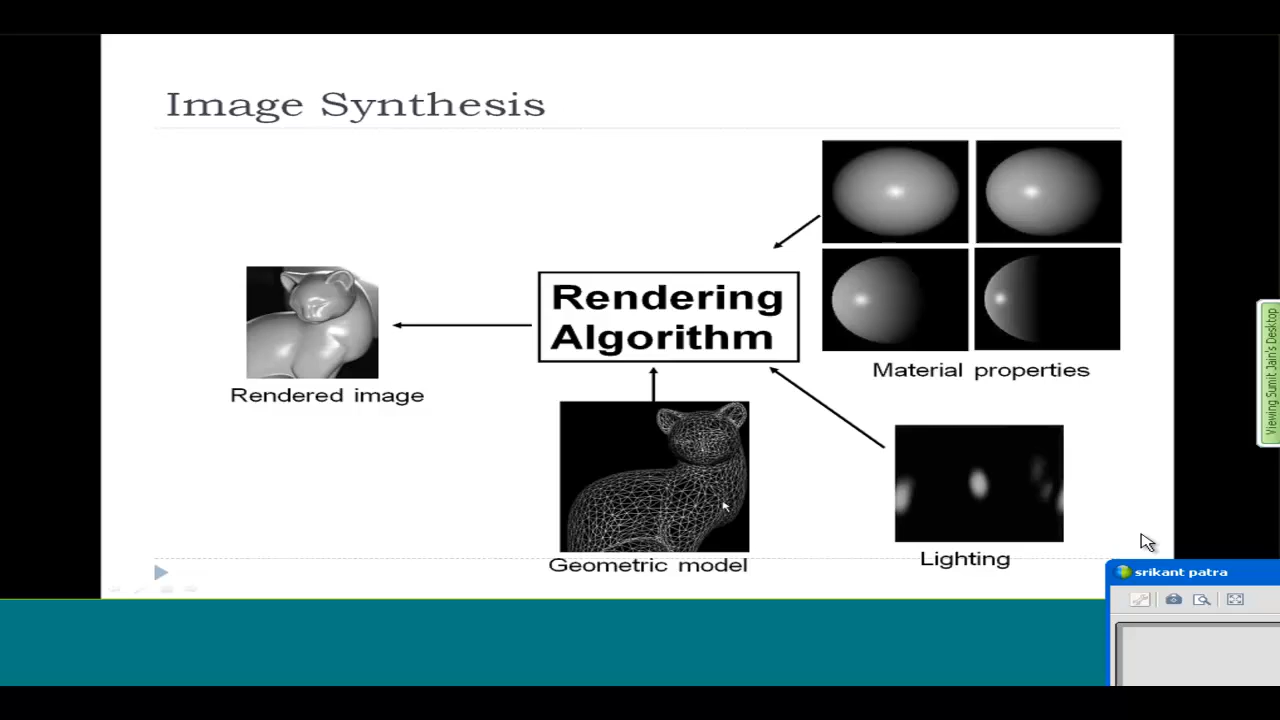 Image Synthesis
Rendering
Algorithm
Material properties
Rendered image
Geometric model
Lighting
Viewing Sumit Jain's Desktop
srikant patra